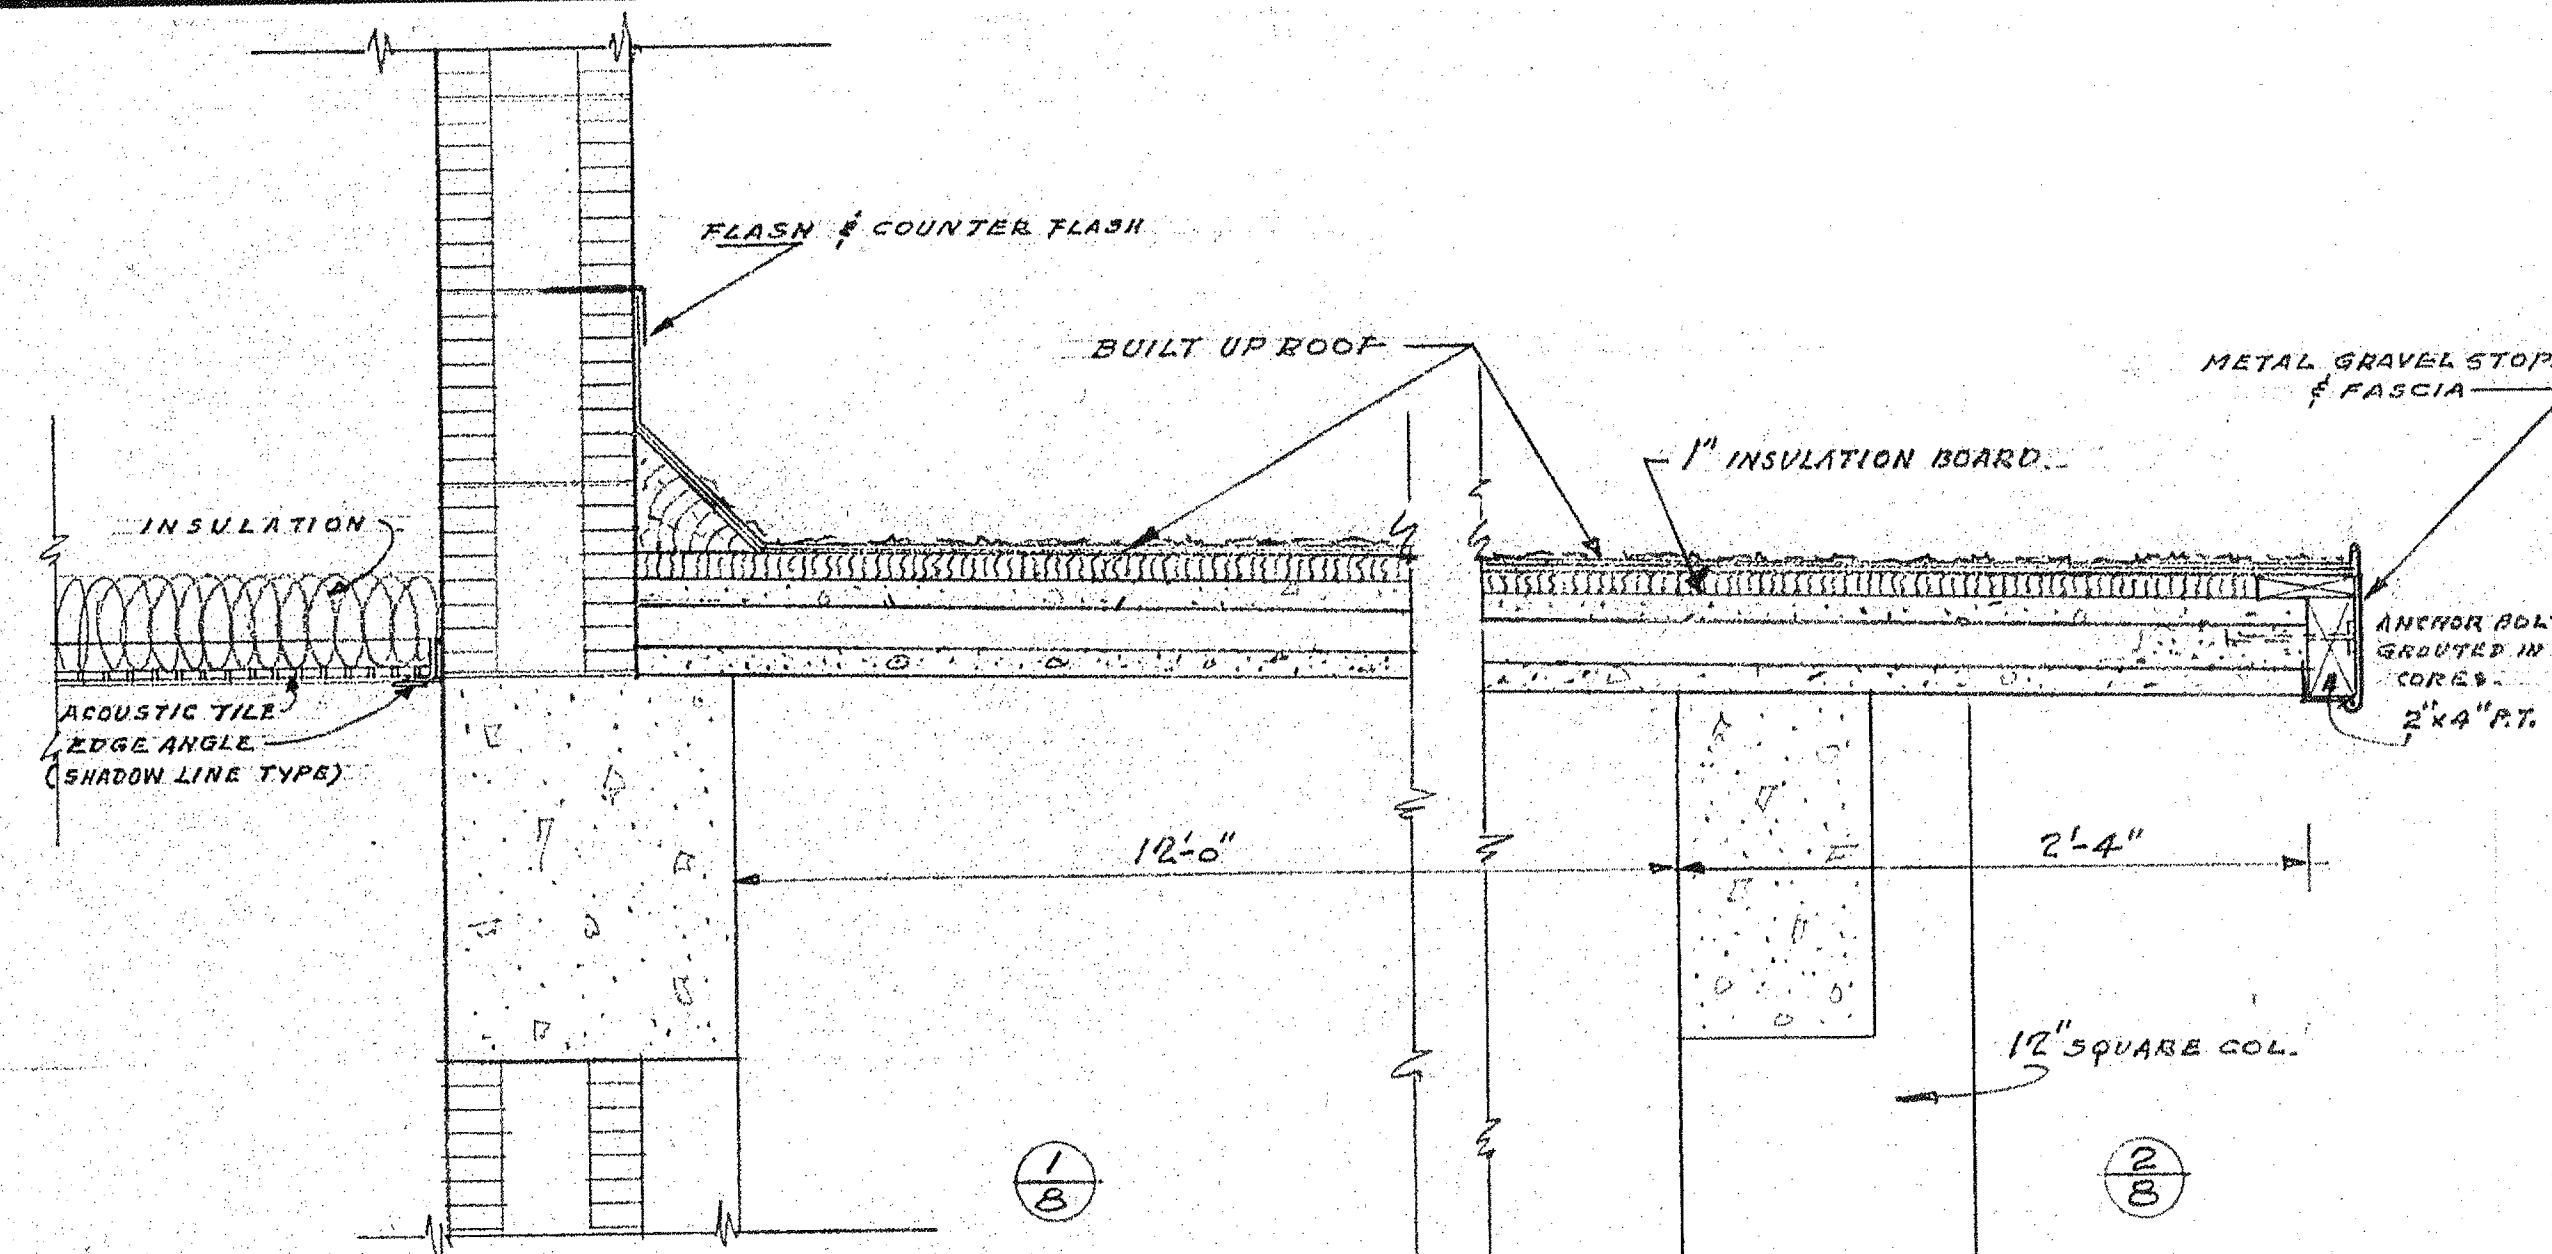 FLASH & COUNTER FLASH
BUILT UP ROOF
METAL GRAVEL STOP
& FASCIA
1" INSULATION BOARD.
INSULATION
ANCHOR BOL
GROUTED IN
CORES.
2"x4" P.T.
ACOUSTIC TILE
EDGE ANGLE
(SHADOW LINE TYPE)
12'-0"
2'-4"
12" SQUARE COL.
1
8
2
8